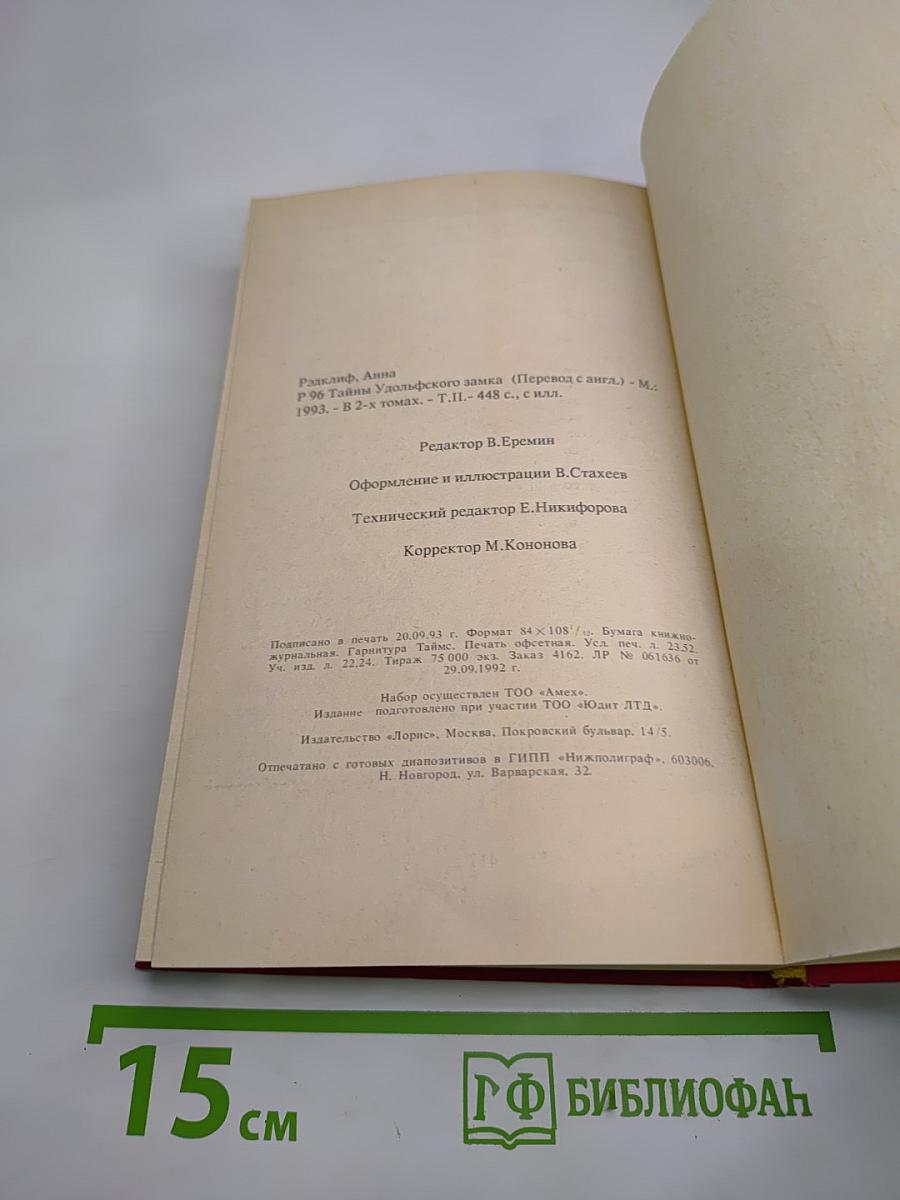 Рэдклиф, Анна
Р 96 Тайны Удольфского замка (Перевод с англ.) - М.:
1993. - В 2-х томах. - Т.II.- 448 с., с илл.
Редактор В.Еремин
Оформление и иллюстрации В.Стахеев
Технический редактор Е.Никифорова
Корректор М.Кононова
Подписано в печать 20.09.93 г. Формат 84×108¹/₃₂. Бумага книжно-
журнальная. Гарнитура Таймс. Печать офсетная. Усл. печ. л. 23,52.
Уч. изд. л. 22,24. Тираж 75 000 экз. Заказ 4162. ЛР № 061636 от
29.09.1992 г.
Набор осуществлен ТОО «Амех».
Издание подготовлено при участии ТОО «Юдит ЛТД».
Издательство «Лорис», Москва, Покровский бульвар, 14/5.
Отпечатано с готовых диапозитивов в ГИПП «Нижполиграф», 603006,
Н. Новгород, ул. Варварская, 32.
15 см
БИБЛИОФАН